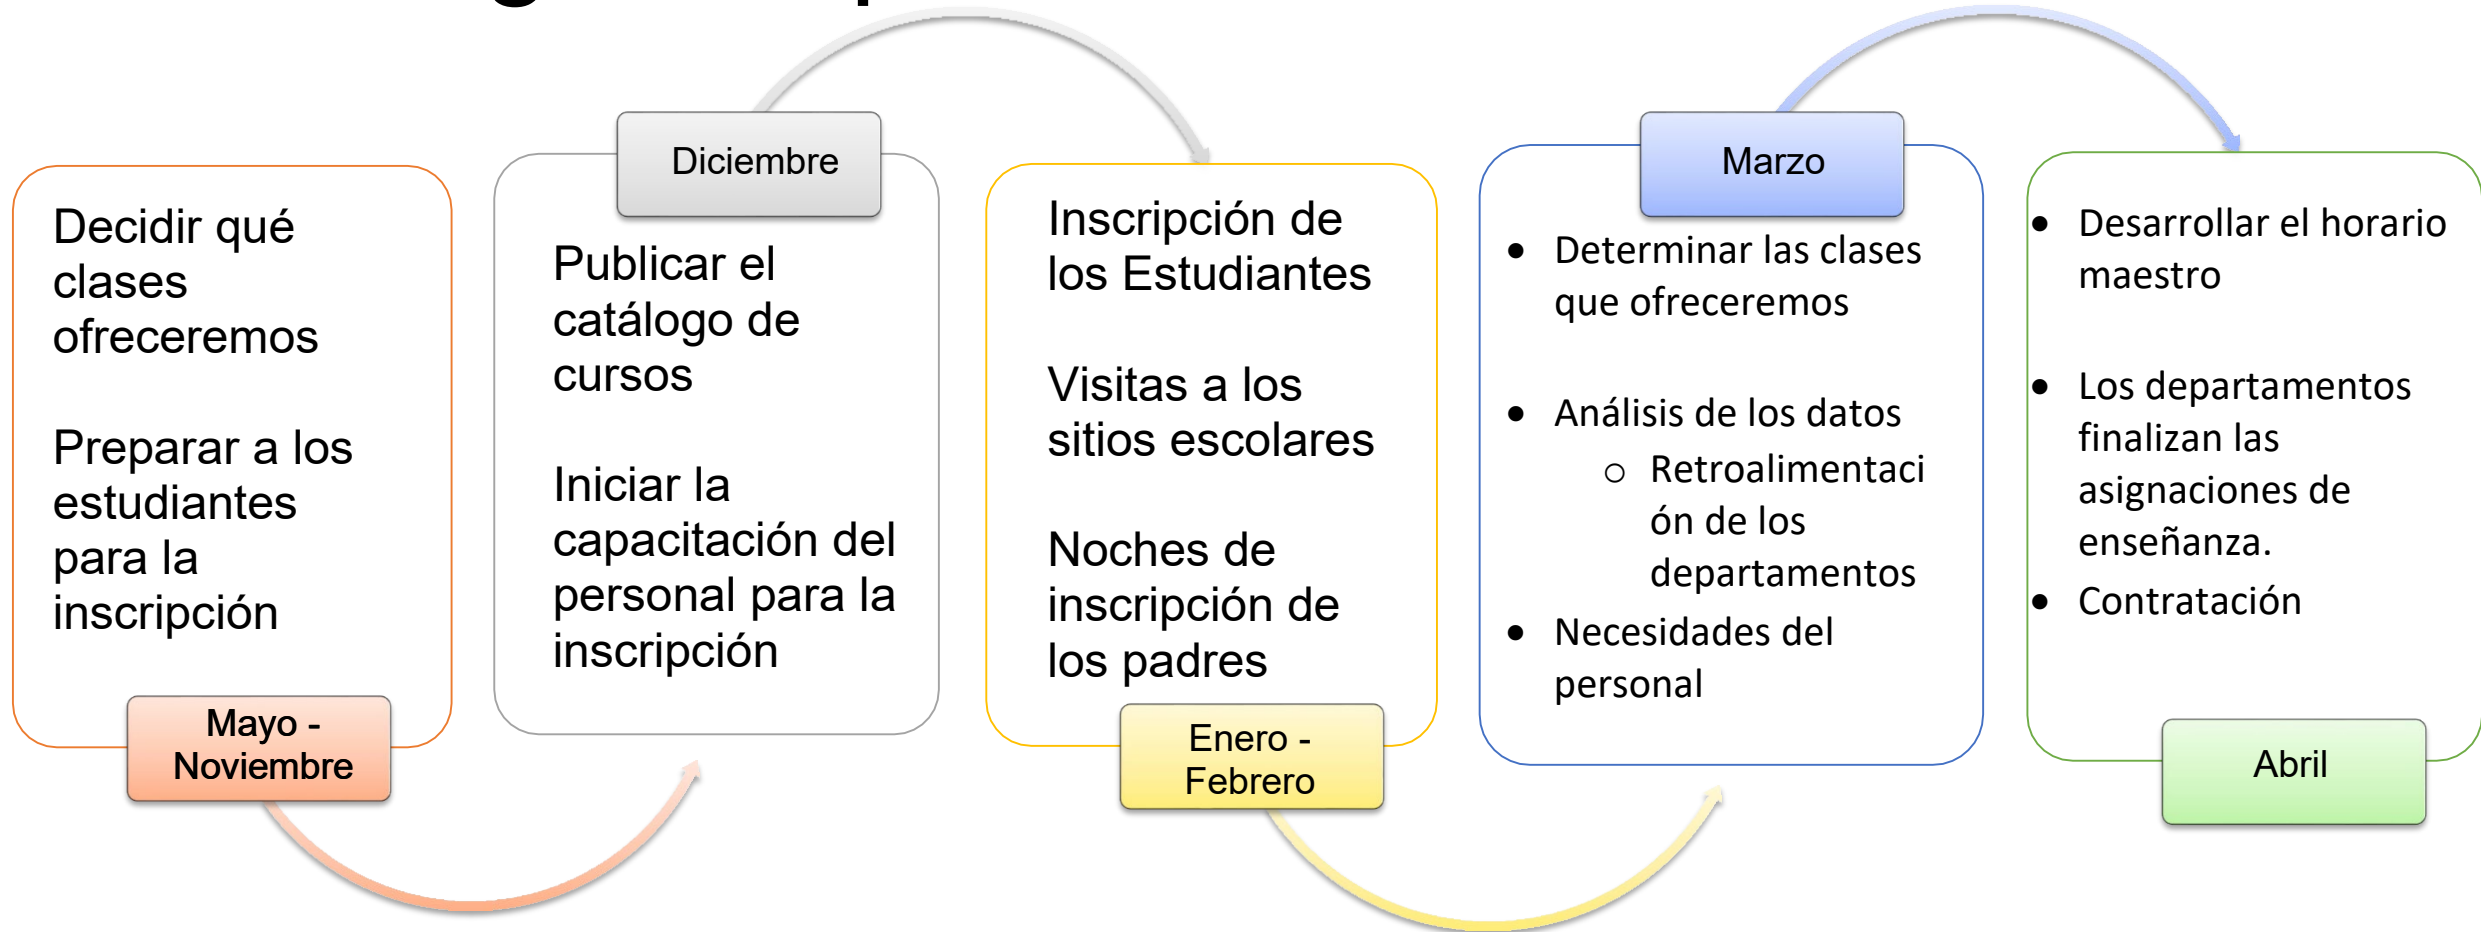 Decidir qué
clases
ofreceremos
Preparar a los
estudiantes
para la
inscripción
Mayo -
Noviembre
Diciembre
Publicar el
catálogo de
cursos
Iniciar la
capacitación del
personal para la
inscripción
Inscripción de
los Estudiantes
Visitas a los
sitios escolares
Noches de
inscripción de
los padres
Enero -
Febrero
Marzo
• Determinar las clases
que ofreceremos
• Análisis de los datos
o Retroalimentaci
ón de los
departamentos
• Necesidades del
personal
• Desarrollar el horario
maestro
• Los departamentos
finalizan las
asignaciones de
enseñanza.
• Contratación
Abril